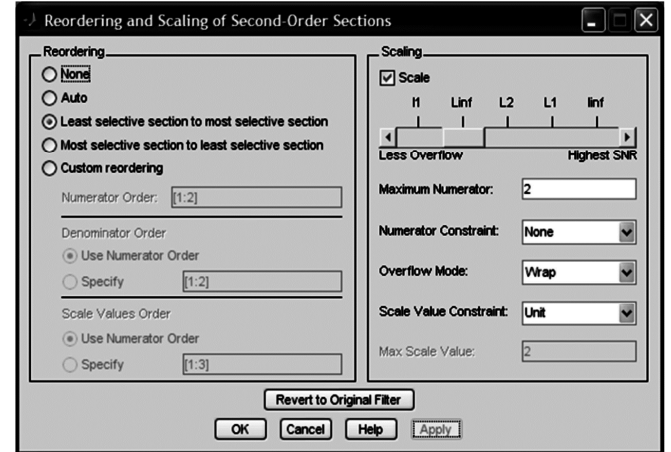 Reordering and Scaling of Second-Order Sections
Reordering
None
Auto
Least selective section to most selective section
Most selective section to least selective section
Custom reordering
Numerator Order: [1:2]
Denominator Order
Use Numerator Order
Specify [1:2]
Scale Values Order
Use Numerator Order
Specify [1:3]
Scaling
Scale
l1 Linf L2 L1 linf
Less Overflow Highest SNR
Maximum Numerator: 2
Numerator Constraint: None
Overflow Mode: Wrap
Scale Value Constraint: Unit
Max Scale Value: 2
Revert to Original Filter
OK Cancel Help Apply